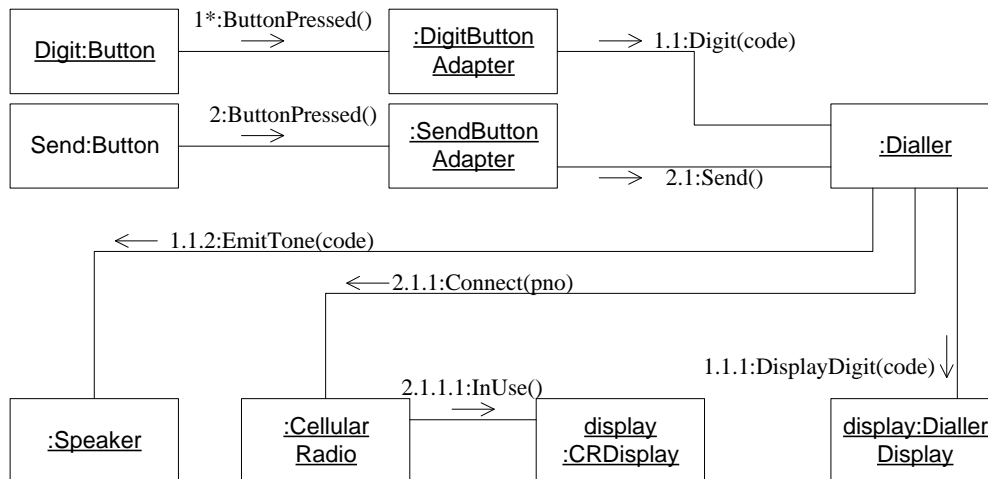 1*:ButtonPressed()
Digit:Button
:DigitButton
Adapter
1.1:Digit(code)
2:ButtonPressed()
Send:Button
:SendButton
Adapter
:Dialler
2.1:Send()
1.1.2:EmitTone(code)
2.1.1:Connect(pno)
1.1.1:DisplayDigit(code)
2.1.1.1:InUse()
:Speaker
:Cellular
Radio
display
:CRDisplay
display:Dialler
Display